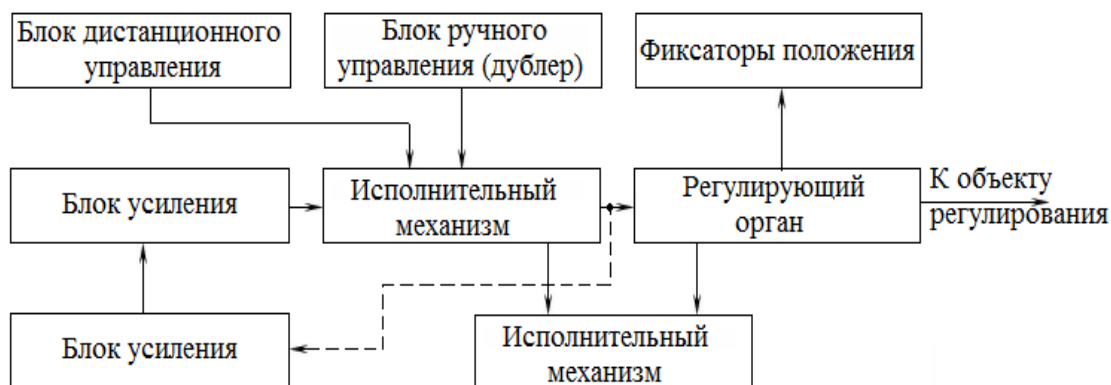 Блок дистанционного
управления
Блок ручного
управления (дублер)
Фиксаторы положения
Блок усиления
Исполнительный
механизм
Регулирующий
орган
К объекту
регулирования
Блок усиления
Исполнительный
механизм